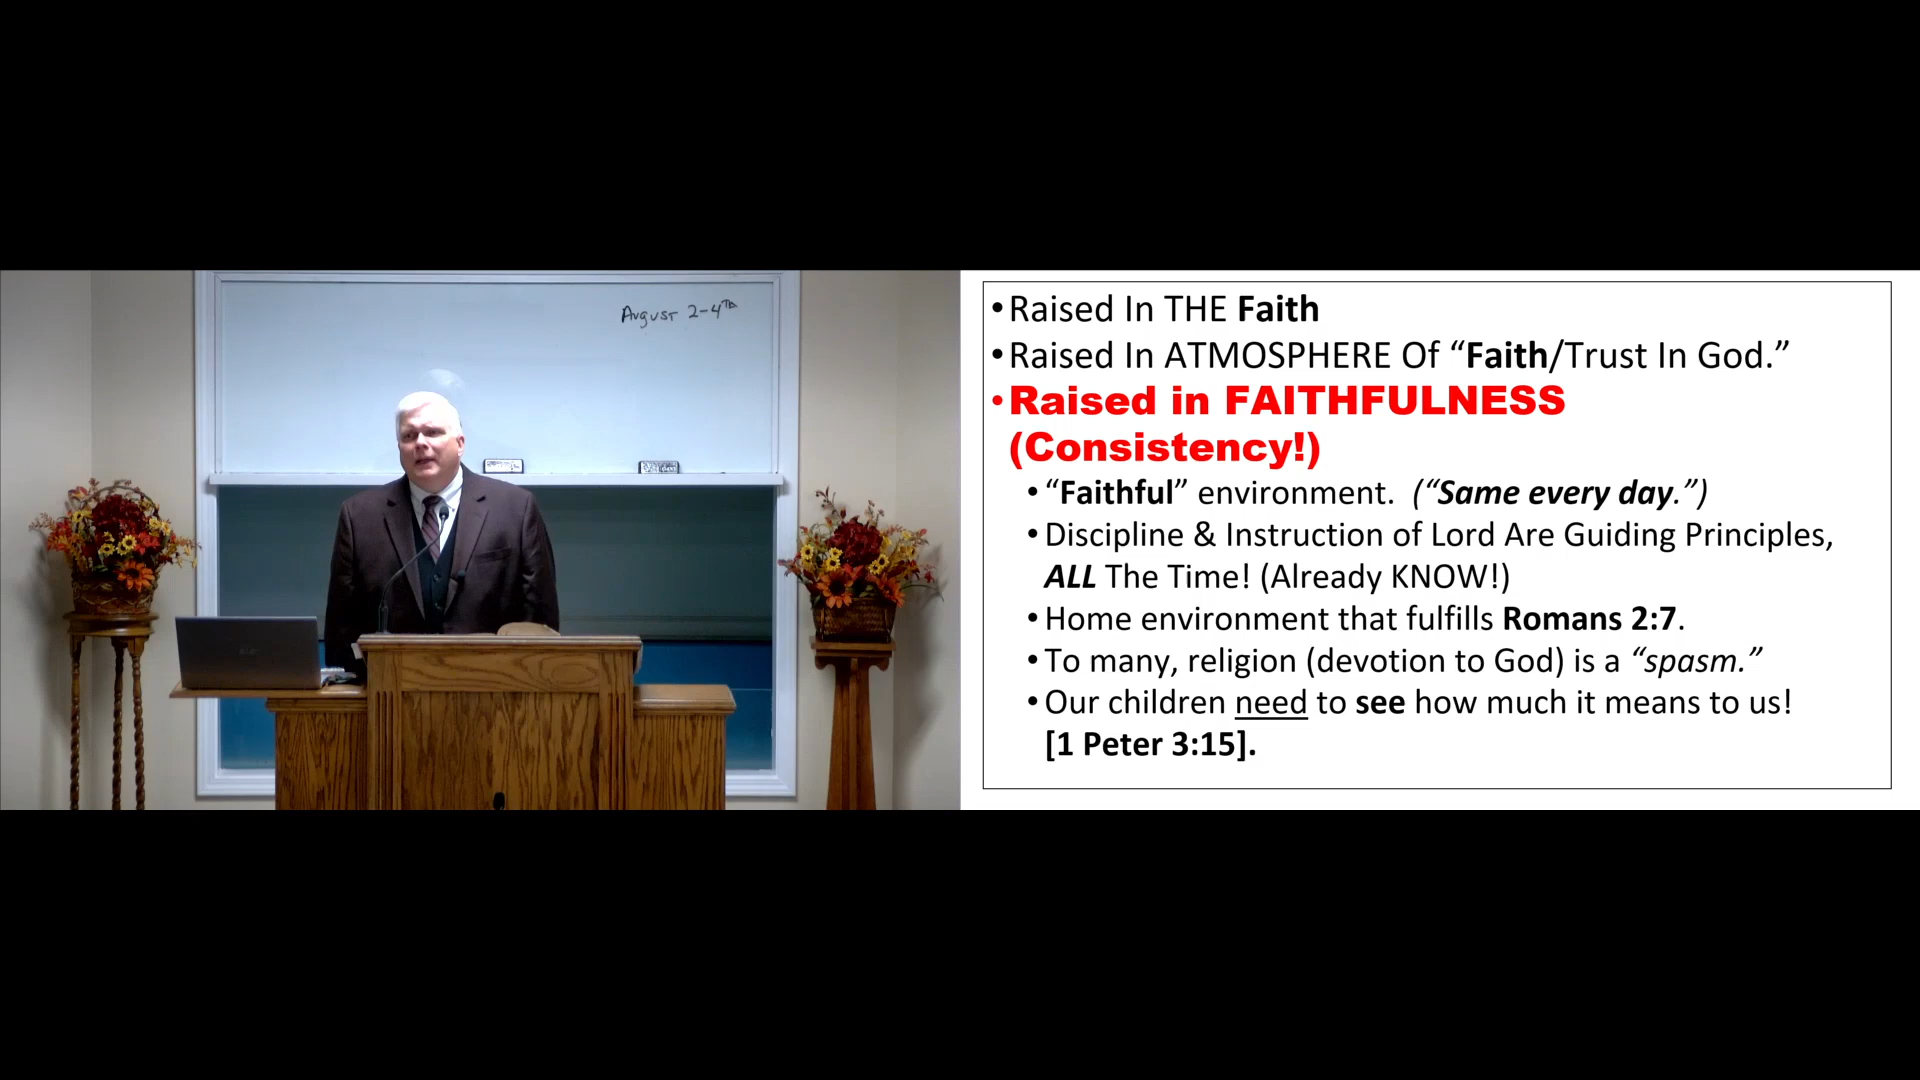 August 2-4TH
• Raised In THE Faith
• Raised In ATMOSPHERE Of “Faith/Trust In God.”
• Raised in FAITHFULNESS
(Consistency!)
• “Faithful” environment. (“Same every day.”)
• Discipline & Instruction of Lord Are Guiding Principles,
ALL The Time! (Already KNOW!)
• Home environment that fulfills Romans 2:7.
• To many, religion (devotion to God) is a “spasm.”
• Our children need to see how much it means to us!
[1 Peter 3:15].